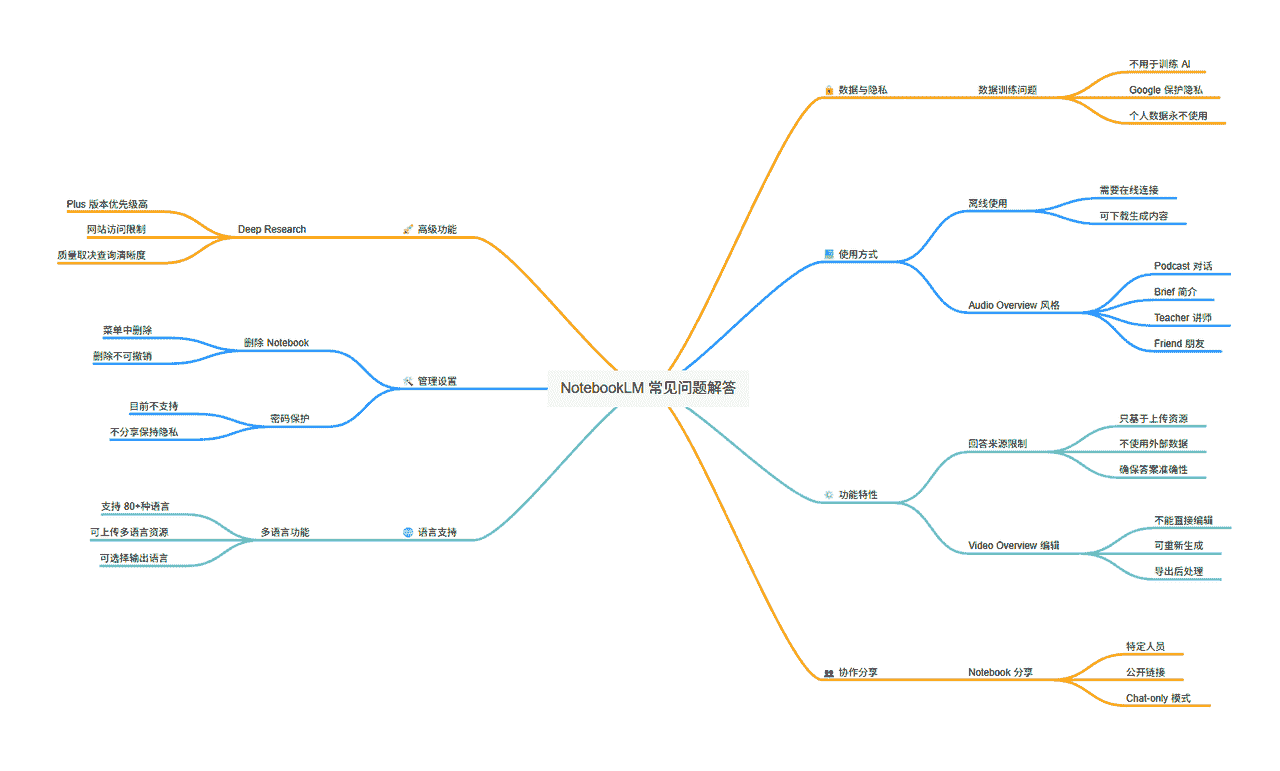 NotebookLM 常见问题解答
🔒 数据与隐私
数据训练问题
不用于训练 AI
Google 保护隐私
个人数据永不使用
使用方式
离线使用
需要在线连接
可下载生成内容
Audio Overview 风格
Podcast 对话
Brief 简介
Teacher 讲师
Friend 朋友
⚙️ 功能特性
回答来源限制
只基于上传资源
不使用外部数据
确保答案准确性
Video Overview 编辑
不能直接编辑
可重新生成
导出后处理
👥 协作分享
Notebook 分享
特定人员
公开链接
Chat-only 模式
🚀 高级功能
Deep Research
Plus 版本优先级高
网站访问限制
质量取决查询清晰度
管理设置
删除 Notebook
菜单中删除
删除不可撤销
密码保护
目前不支持
不分享保持隐私
🌐 语言支持
多语言功能
支持 80+种语言
可上传多语言资源
可选择输出语言